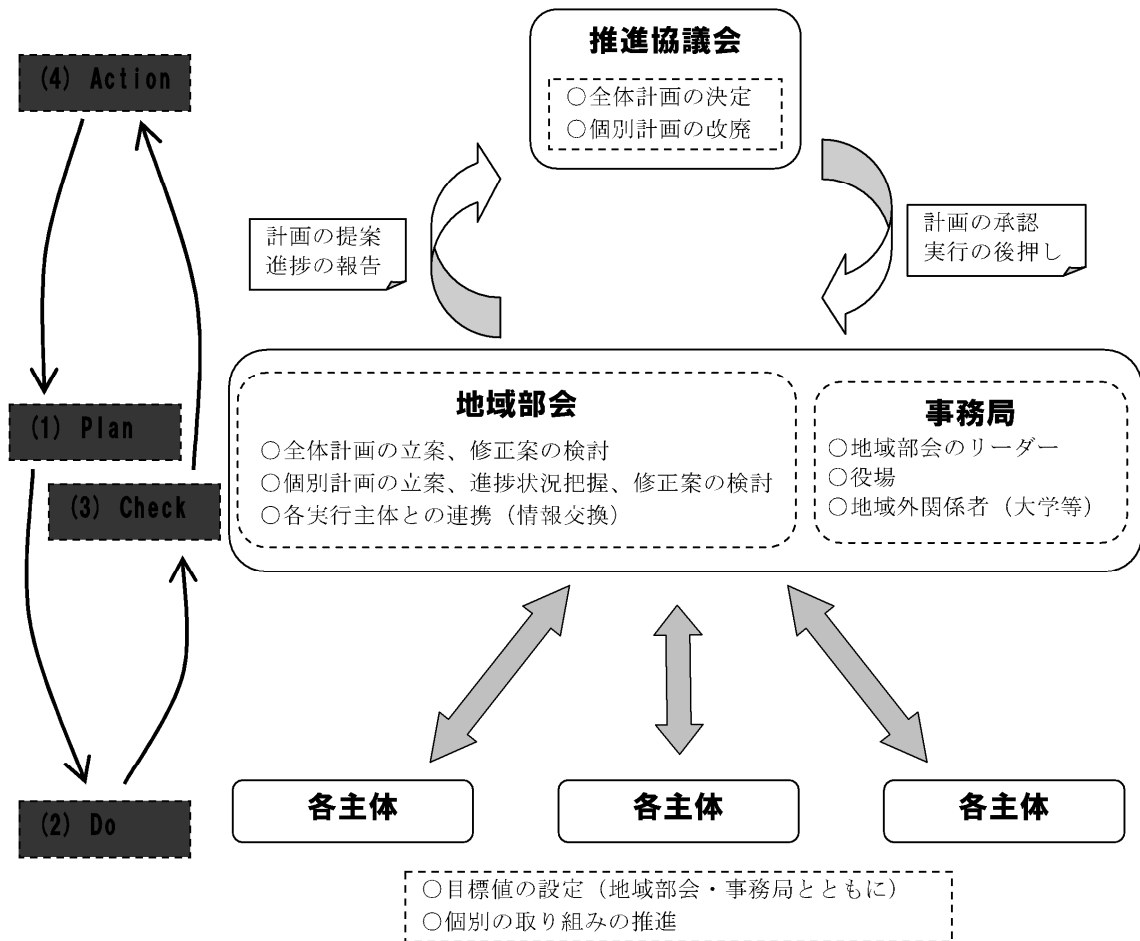 (4) Action
推進協議会
○全体計画の決定
○個別計画の改廃
計画の提案
進捗の報告
計画の承認
実行の後押し
(1) Plan
(3) Check
地域部会
○全体計画の立案、修正案の検討
○個別計画の立案、進捗状況把握、修正案の検討
○各実行主体との連携（情報交換）
事務局
○地域部会のリーダー
○役場
○地域外関係者（大学等）
(2) Do
各主体
各主体
各主体
○目標値の設定（地域部会・事務局とともに）
○個別の取り組みの推進